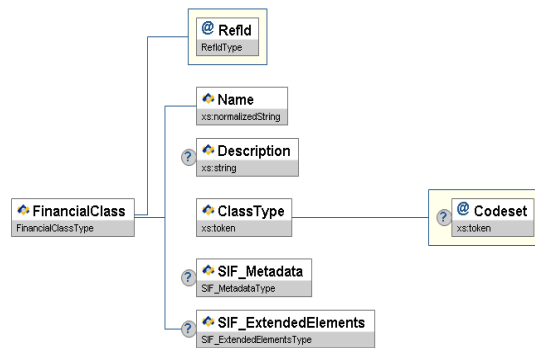 @ RefId
RefIdType
Name
xs:normalizedString
? Description
xs:string
FinancialClass
FinancialClassType
ClassType
xs:token
? @ Codeset
xs:token
? SIF_Metadata
SIF_MetadataType
? SIF_ExtendedElements
SIF_ExtendedElementsType